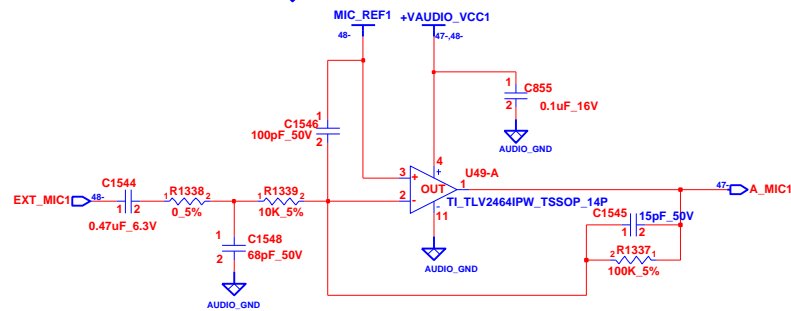 MIC_REF1
+VAUDIO_VCC1
48-
47-,48-
1
C855
2
0.1uF_16V
AUDIO_GND
1
C1546
100pF_50V
2
4
U49-A
3
+
+
OUT
1
2
-
-
TI_TLV2464IPW_TSSOP_14P
11
AUDIO_GND
EXT_MIC1
48-
C1544
1
2
0.47uF_6.3V
R1338
1
2
0_5%
R1339
1
2
10K_5%
1
C1548
2
68pF_50V
AUDIO_GND
47-
A_MIC1
C1545
15pF_50V
1
2
R1337
2
1
100K_5%